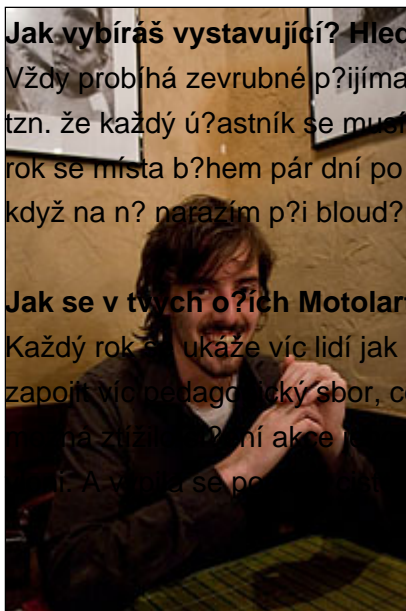 Jak vybíráš vystavující? Hled
Vždy probíhá zevrubné p?ijíma
tzn. že každý ú?astník se musí
rok se místa b?hem pár dní po
když na n? narazím p?i bloud?
Jak se v tvých o?ích Motolar
Každý rok se ukáže víc lidí jak
zapojit víc pedagogický sbor, c
akce
A se